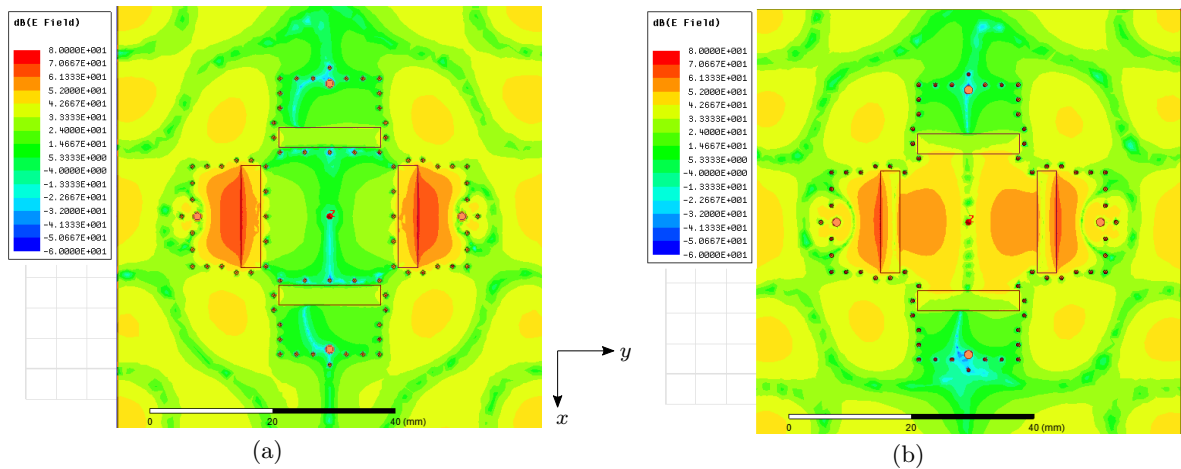 dB(E Field)
8.0000E+001
7.0667E+001
6.1333E+001
5.2000E+001
4.2667E+001
3.3333E+001
2.4000E+001
1.4667E+001
5.3333E+000
-4.0000E+000
-1.3333E+001
-2.2667E+001
-3.2000E+001
-4.1333E+001
-5.0667E+001
-6.0000E+001
Z
0
20
40 (mm)
(a)
y
x
dB(E Field)
8.0000E+001
7.0667E+001
6.1333E+001
5.2000E+001
4.2667E+001
3.3333E+001
2.4000E+001
1.4667E+001
5.3333E+000
-4.0000E+000
-1.3333E+001
-2.2667E+001
-3.2000E+001
-4.1333E+001
-5.0667E+001
-6.0000E+001
Z
0
20
40 (mm)
(b)